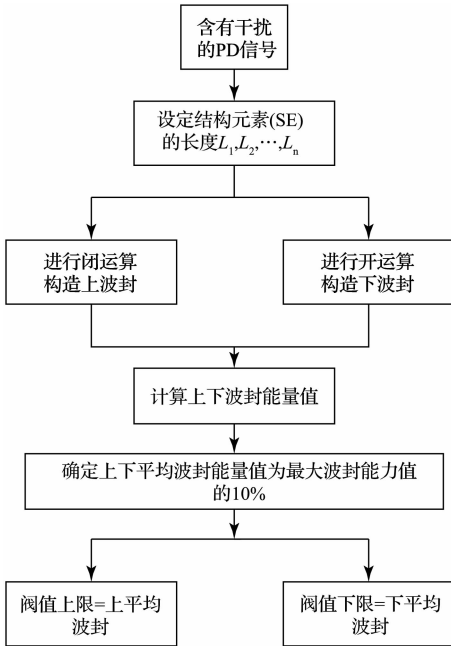 含有干扰
的PD信号
设定结构元素(SE)
的长度L1,L2,…,Ln
进行闭运算
构造上波封
进行开运算
构造下波封
计算上下波封能量值
确定上下平均波封能量值为最大波封能力值
的10%
阀值上限=上平均
波封
阀值下限=下平均
波封